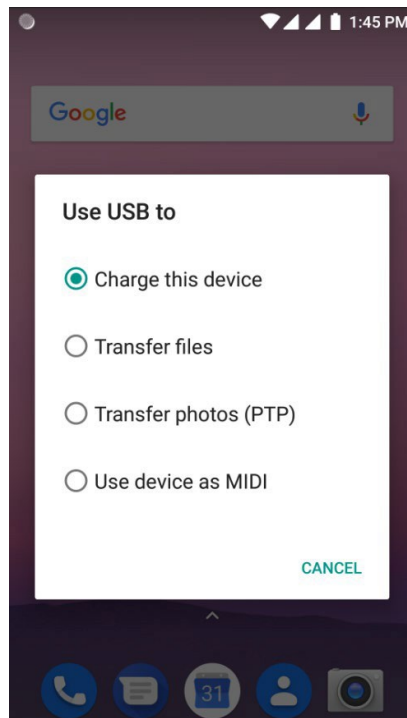 1:45 PM
Google
Use USB to
Charge this device
Transfer files
Transfer photos (PTP)
Use device as MIDI
CANCEL
31